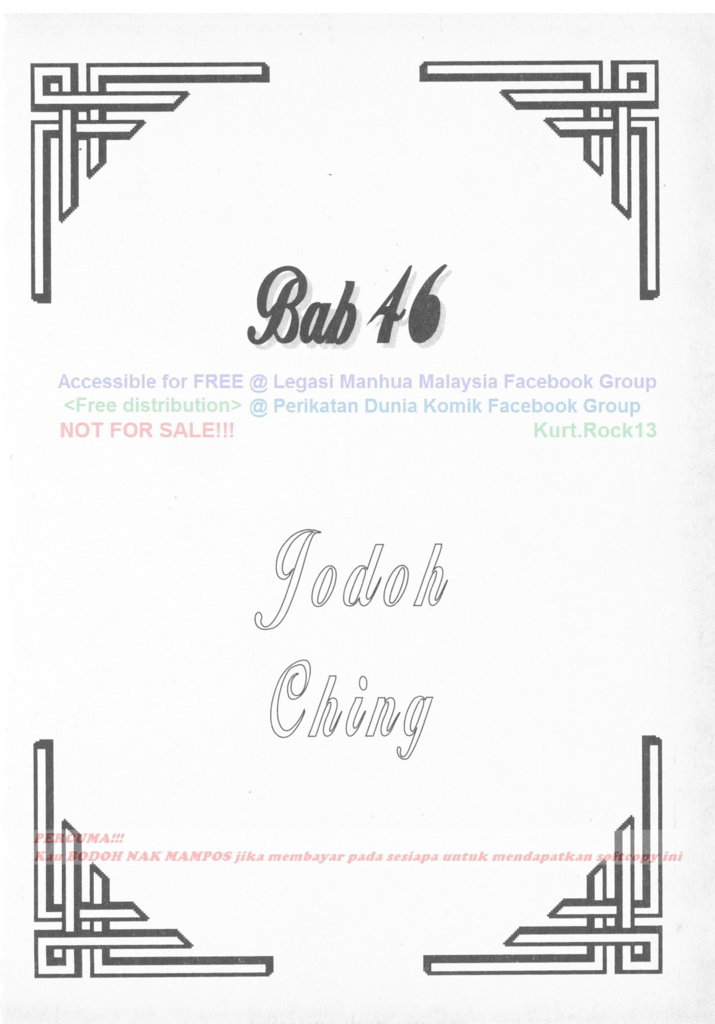 Bab 46
Accessible for FREE @ Legasi Manhua Malaysia Facebook Group
<Free distribution> @ Perikatan Dunia Komik Facebook Group
NOT FOR SALE!!! Kurt.Rock13
Jodoh
Ching
PERCUMA!!!
Kau BODOH NAK MAMPOS jika membayar pada sesiapa untuk mendapatkan softcopy ini